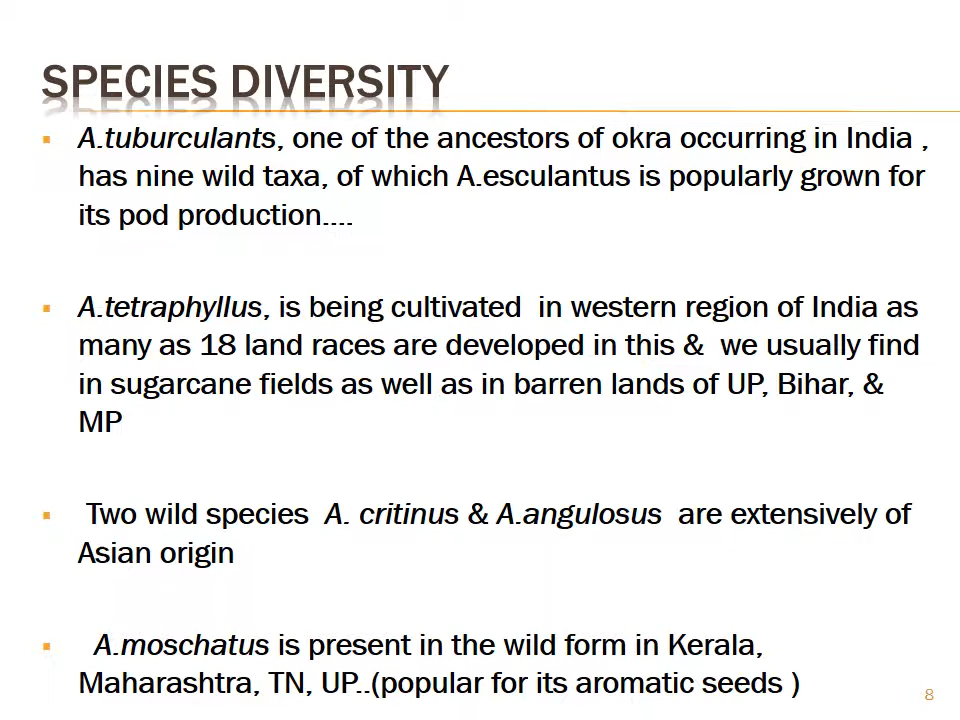 SPECIES DIVERSITY
▪ A.tuburculants, one of the ancestors of okra occurring in India ,
has nine wild taxa, of which A.esculantus is popularly grown for
its pod production....
▪ A.tetraphyllus, is being cultivated  in western region of India as
many as 18 land races are developed in this &  we usually find
in sugarcane fields as well as in barren lands of UP, Bihar, &
MP
▪ Two wild species  A. critinus & A.angulosus  are extensively of
Asian origin
▪ A.moschatus is present in the wild form in Kerala,
Maharashtra, TN, UP..(popular for its aromatic seeds )
8